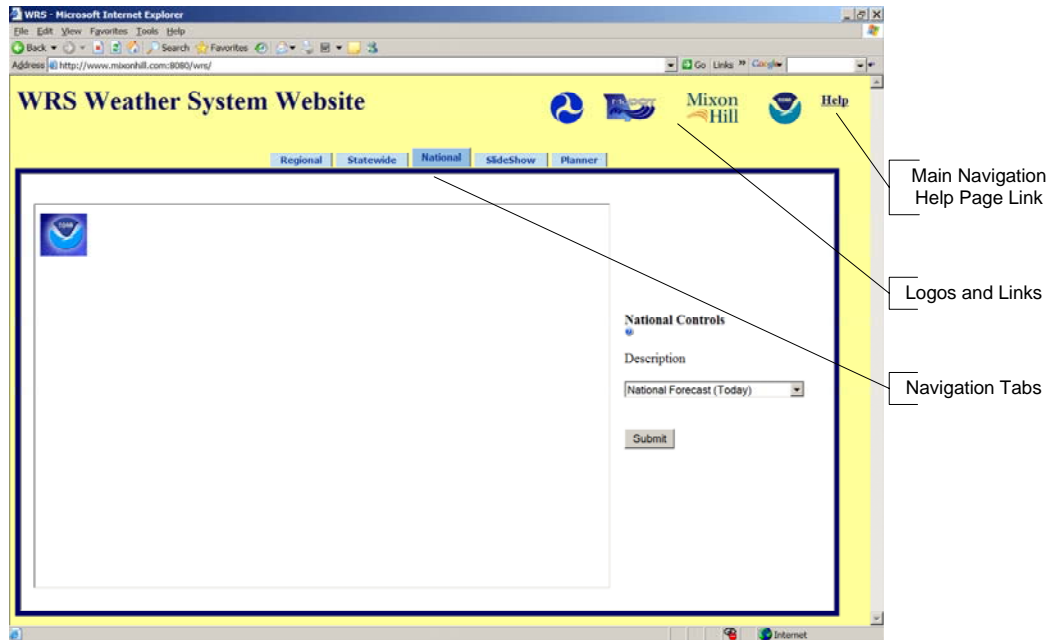 WRS - Microsoft Internet Explorer
File Edit View Favorites Tools Help
Back Search Favorites
Address http://www.mixonhill.com:8080/wrs/ Go Links » Google
WRS Weather System Website
Mixon
Hill
Help
Regional Statewide National SlideShow Planner
NOAA
National Controls
Description
National Forecast (Today)
Submit
Internet
Main Navigation
Help Page Link
Logos and Links
Navigation Tabs